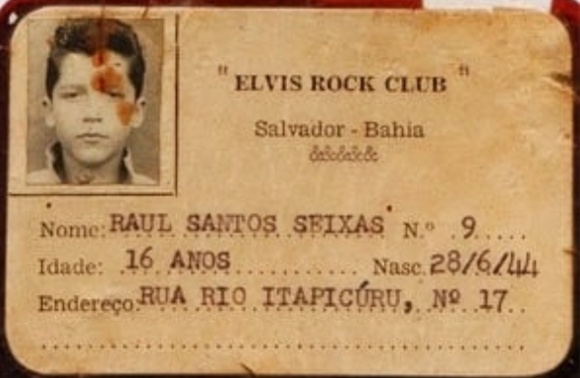 " ELVIS ROCK CLUB "
Salvador - Bahia
&&&&&
Nome: RAUL SANTOS SEIXAS N.º 9
Idade: 16 ANOS Nasc. 28/6/44
Endereço. RUA RIO ITAPICÚRU, Nº 17